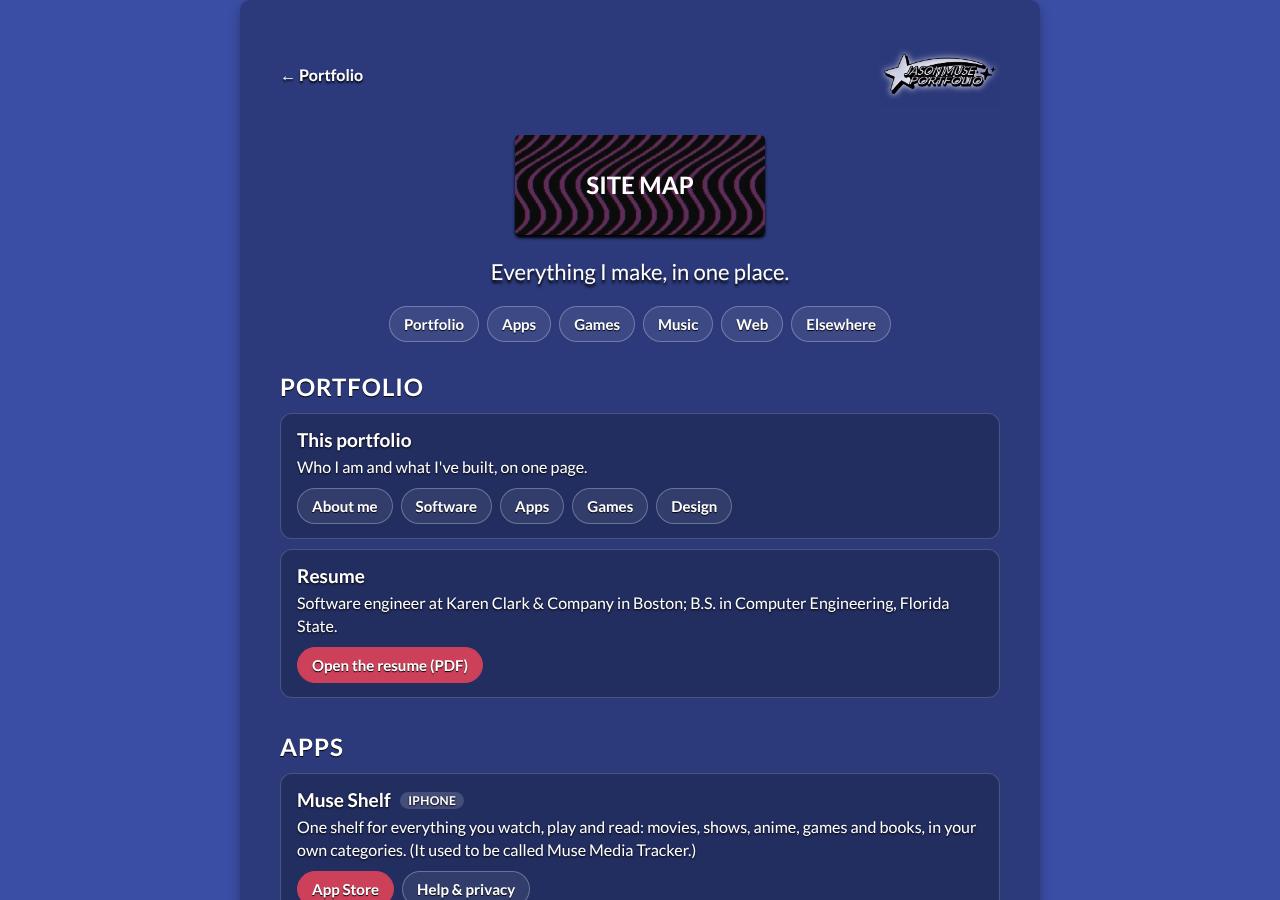 ← Portfolio
JASON MUSE
PORTFOLIO
SITE MAP
Everything I make, in one place.
Portfolio
Apps
Games
Music
Web
Elsewhere
PORTFOLIO
This portfolio
Who I am and what I've built, on one page.
About me
Software
Apps
Games
Design
Resume
Software engineer at Karen Clark & Company in Boston; B.S. in Computer Engineering, Florida
State.
Open the resume (PDF)
APPS
Muse Shelf IPHONE
One shelf for everything you watch, play and read: movies, shows, anime, games and books, in your
own categories. (It used to be called Muse Media Tracker.)
App Store
Help & privacy